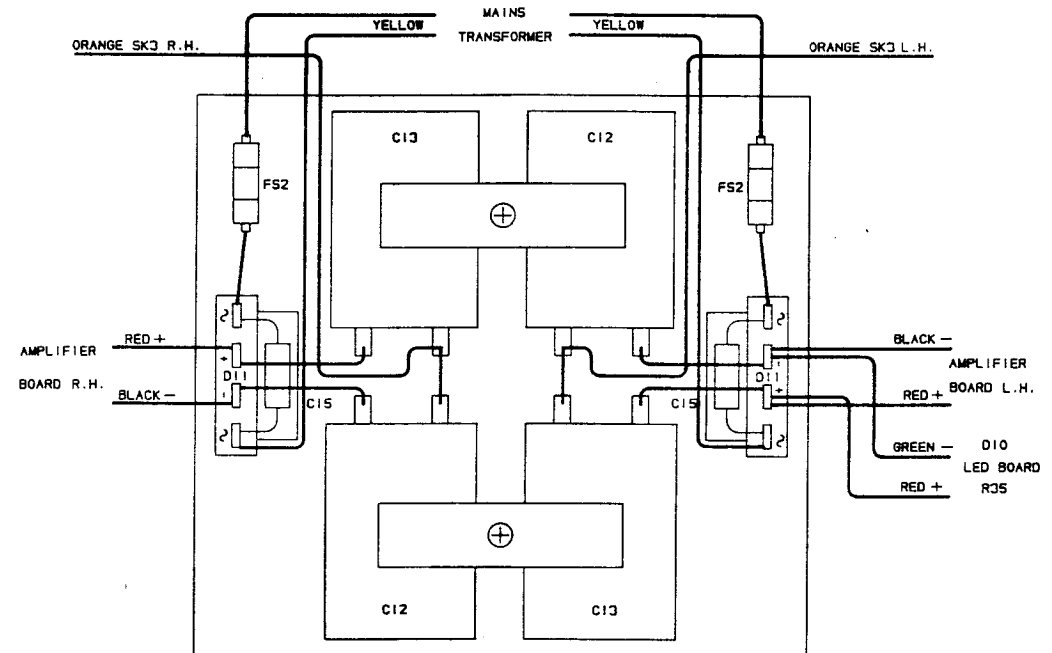 MAINS
YELLOW YELLOW
TRANSFORMER
ORANGE SK3 R.H.
ORANGE SK3 L.H.
C13
C12
FS2
FS2
∿
∿
RED +
BLACK –
AMPLIFIER
+
D11
–
D11
+
AMPLIFIER
BOARD R.H.
BLACK –
C15
C15
BOARD L.H.
RED +
∿
∿
GREEN –
D10
LED BOARD
RED +
R35
C12
C13